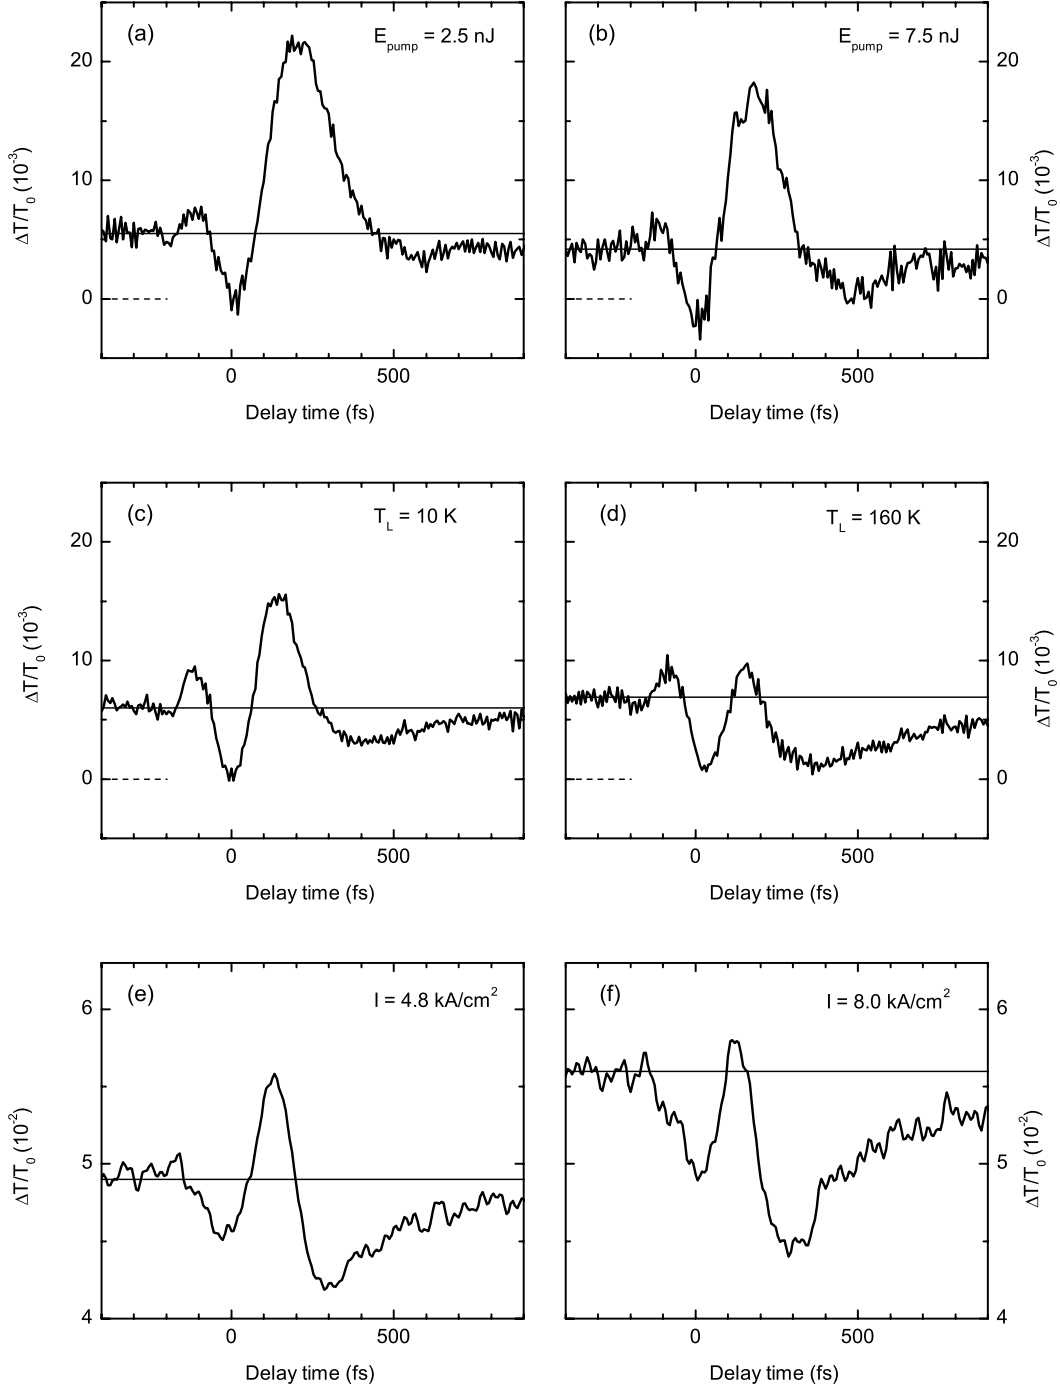 (a) E_pump = 2.5 nJ
(b) E_pump = 7.5 nJ
20
10
0
20
10
0
ΔT/T_0 (10^-3)
ΔT/T_0 (10^-3)
0 500
0 500
Delay time (fs)
Delay time (fs)
(c) T_L = 10 K
(d) T_L = 160 K
20
10
0
20
10
0
ΔT/T_0 (10^-3)
ΔT/T_0 (10^-3)
0 500
0 500
Delay time (fs)
Delay time (fs)
(e) I = 4.8 kA/cm^2
(f) I = 8.0 kA/cm^2
6
5
4
6
5
4
ΔT/T_0 (10^-2)
ΔT/T_0 (10^-2)
0 500
0 500
Delay time (fs)
Delay time (fs)